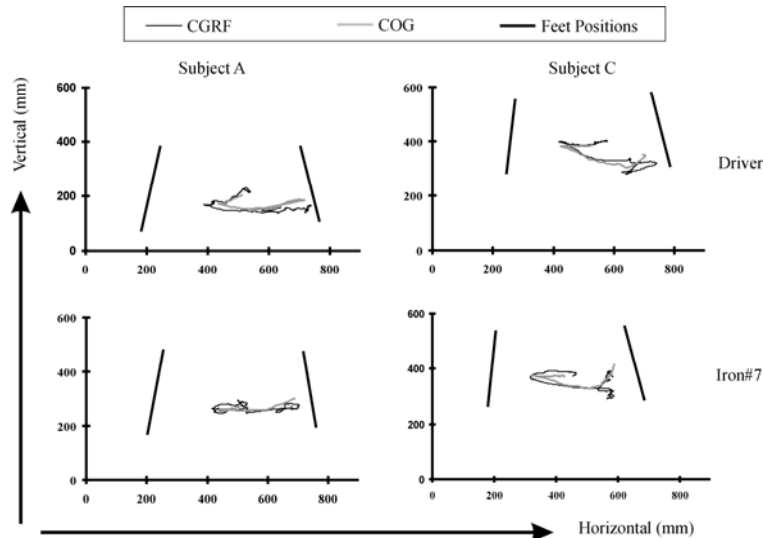 CGRF COG Feet Positions
Subject A Subject C
Vertical (mm)
600
400
200
0
0 200 400 600 800
600
400
200
0
0 200 400 600 800
Driver
600
400
200
0
0 200 400 600 800
600
400
200
0
0 200 400 600 800
Iron#7
Horizontal (mm)